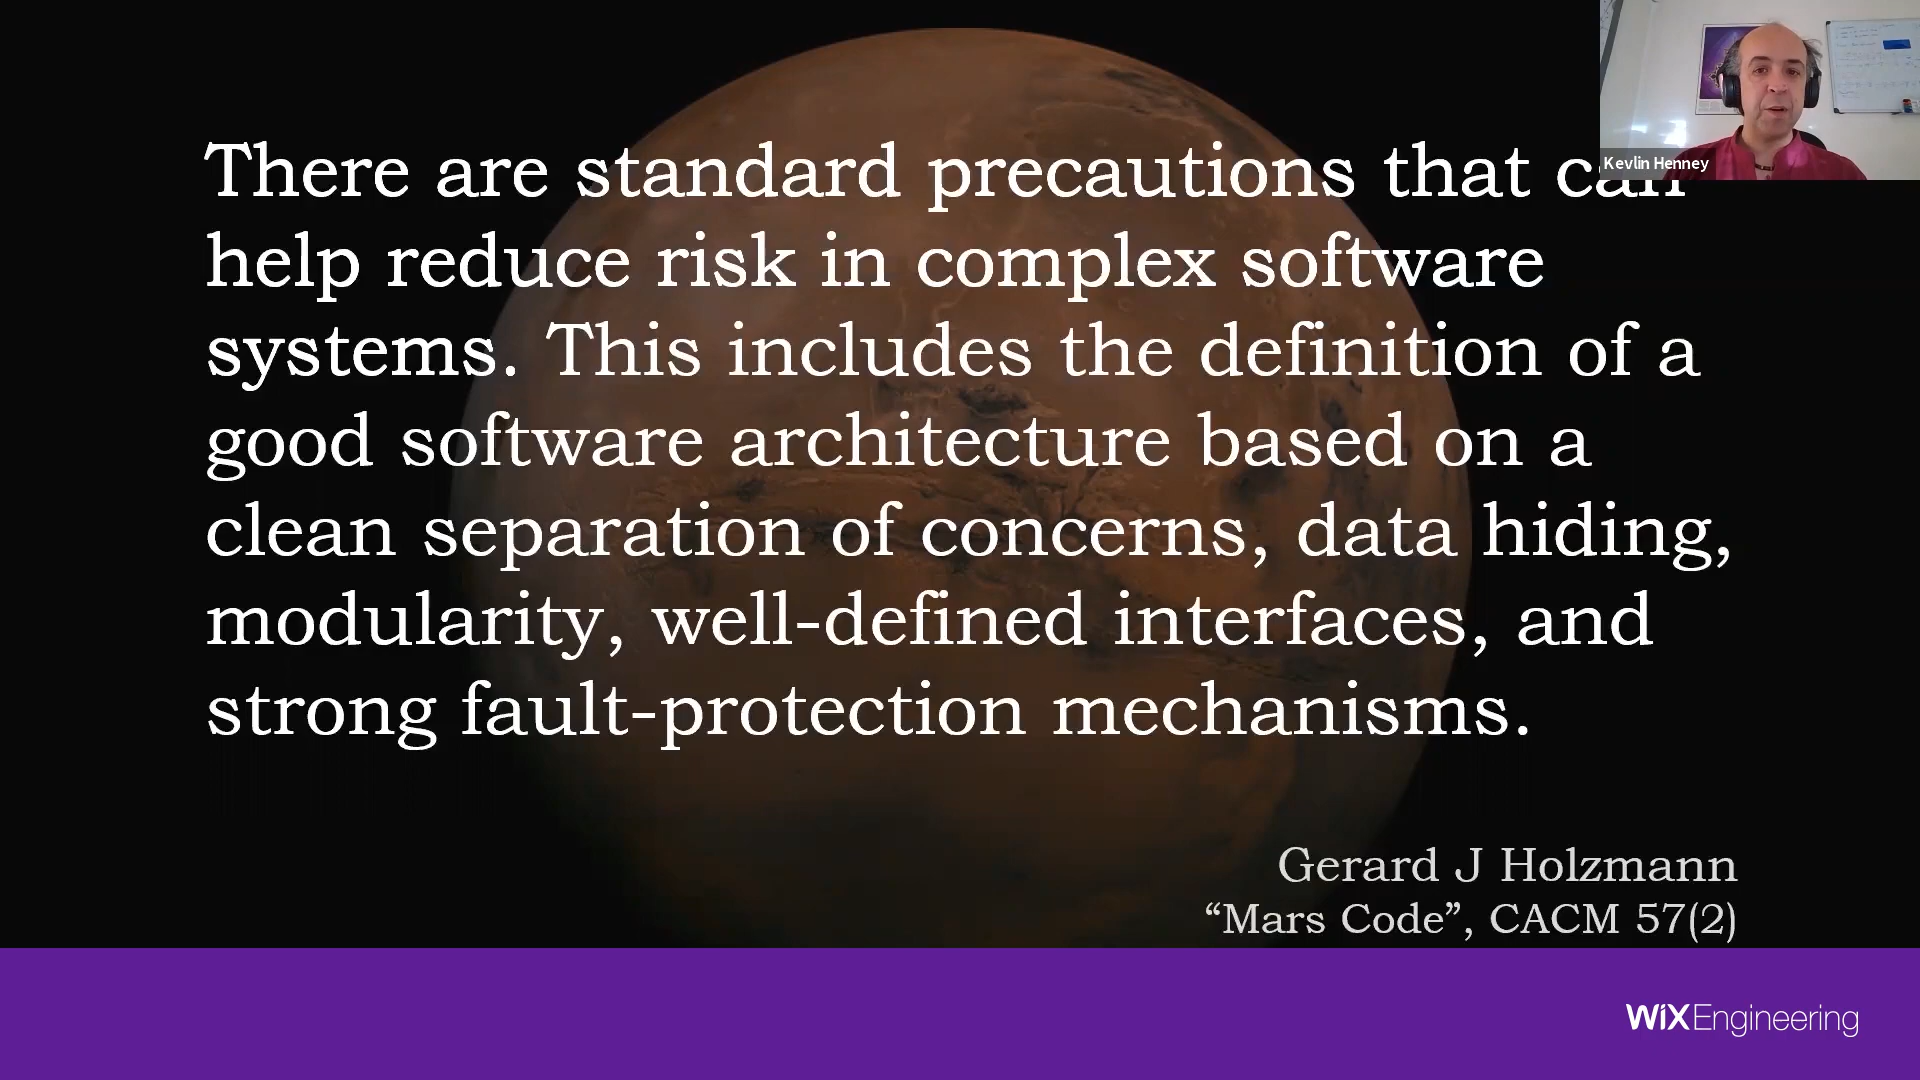 There are standard precautions that can
help reduce risk in complex software
systems. This includes the definition of a
good software architecture based on a
clean separation of concerns, data hiding,
modularity, well-defined interfaces, and
strong fault-protection mechanisms.
Gerard J Holzmann
“Mars Code”, CACM 57(2)
Kevlin Henney
WiXEngineering